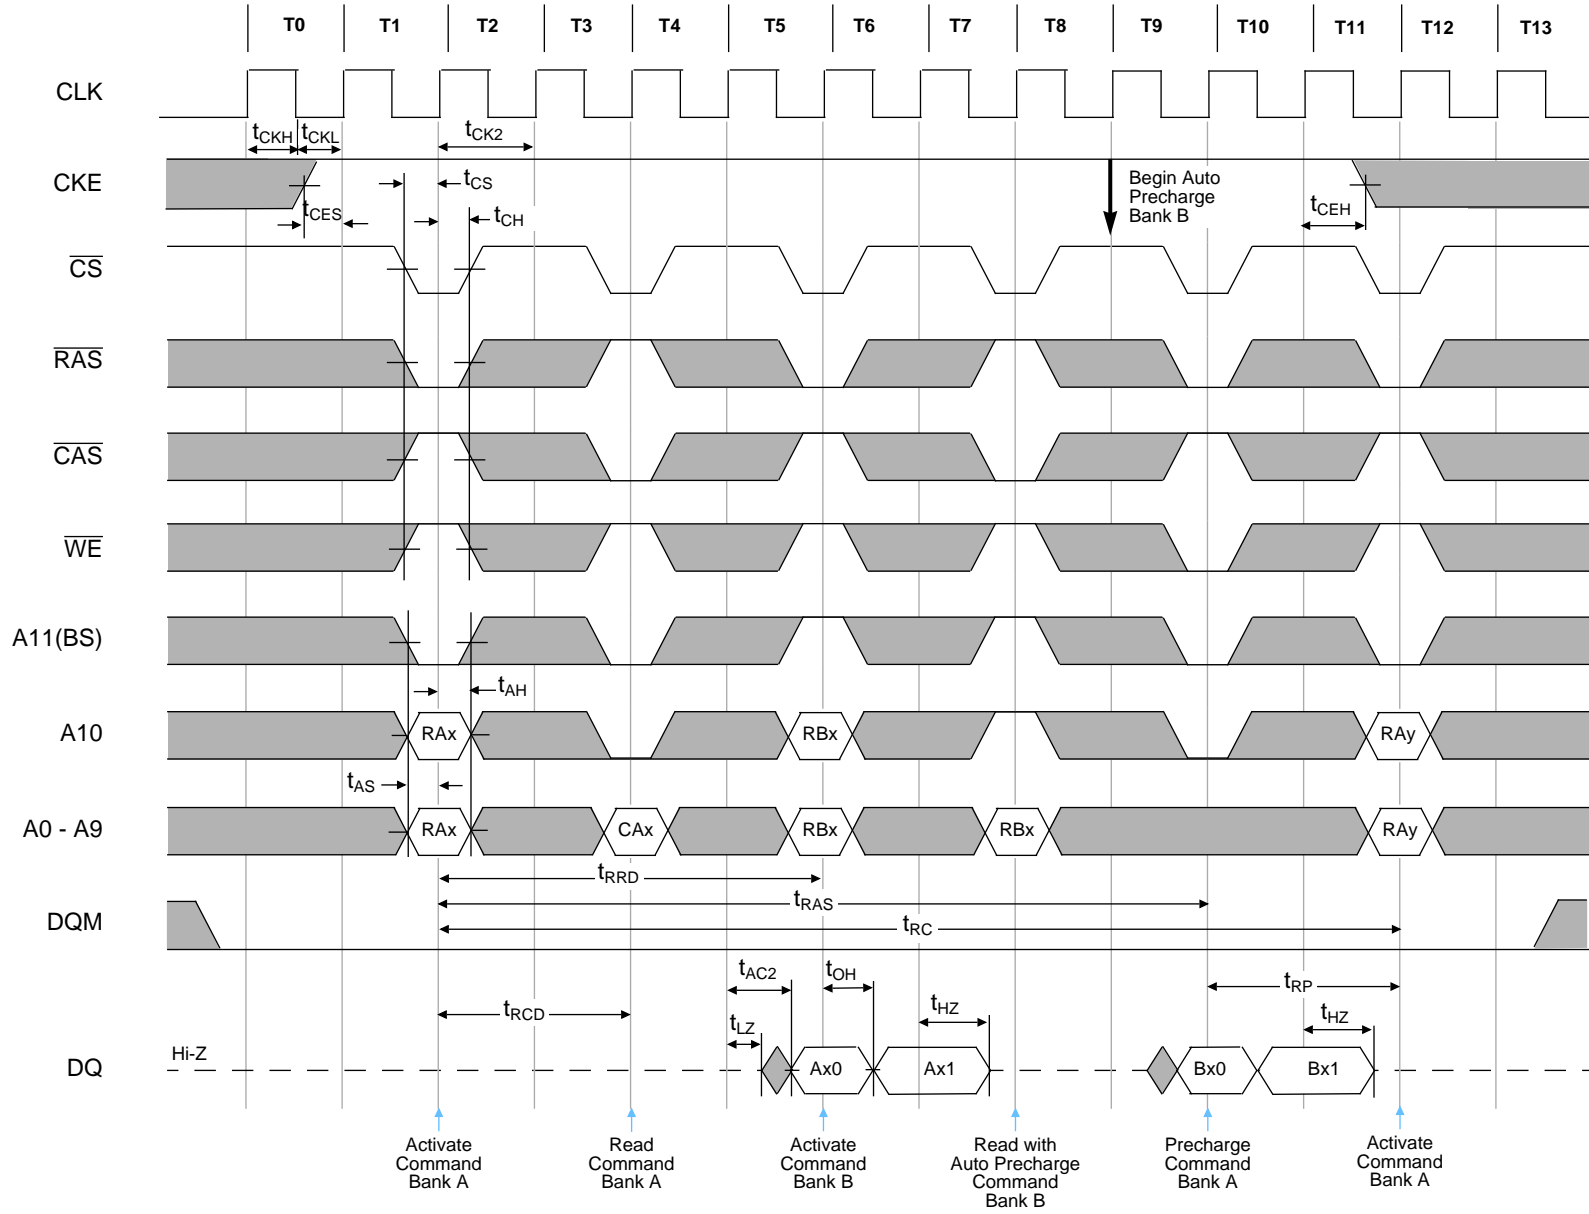 T0 T1 T2 T3 T4 T5 T6 T7 T8 T9 T10 T11 T12 T13
CLK
tCKH tCKL tCK2
CKE
tCS
tCES
tCH
Begin Auto
Precharge
Bank B
tCEH
CS
RAS
CAS
WE
A11(BS)
tAH
A10
RAx RBx RAy
tAS
A0 - A9
RAx CAx RBx RBx RAy
tRRD
tRAS
DQM
tRC
tAC2 tOH
tRP
tRCD
tHZ
tHZ
tLZ
Hi-Z
DQ
Ax0 Ax1 Bx0 Bx1
Activate
Command
Bank A
Read
Command
Bank A
Activate
Command
Bank B
Read with
Auto Precharge
Command
Bank B
Precharge
Command
Bank A
Activate
Command
Bank A